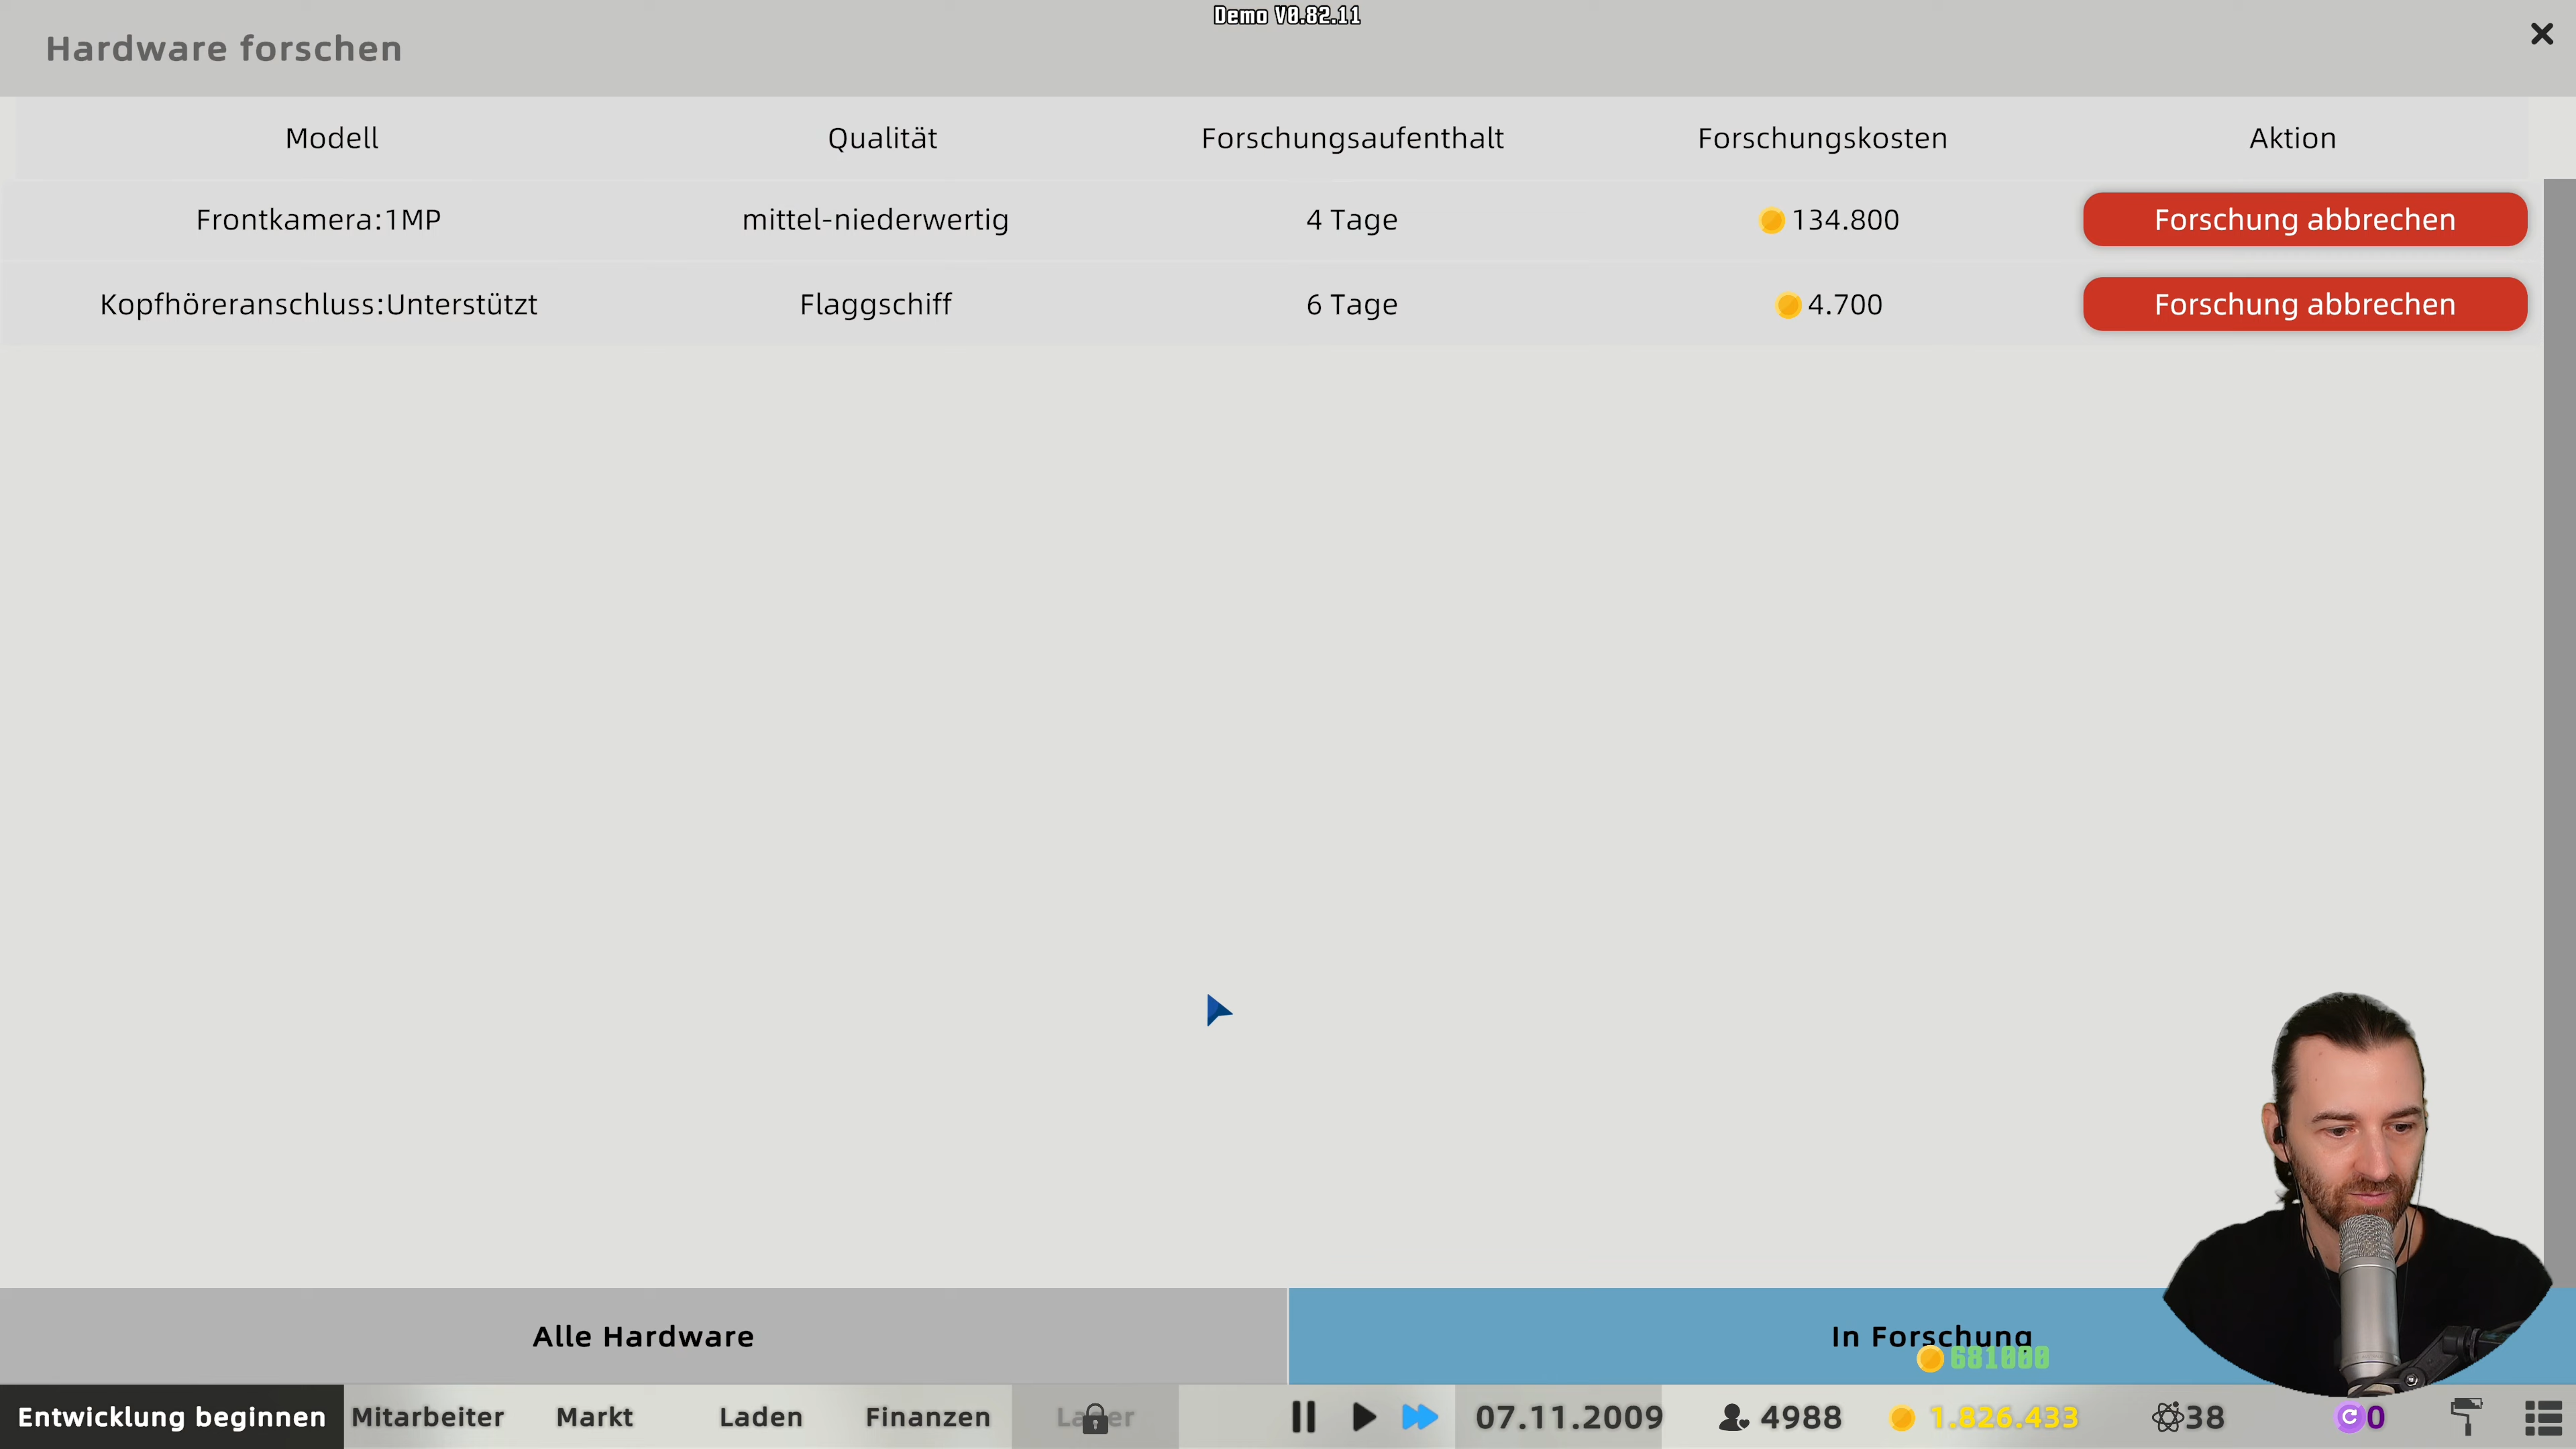 Demo V0.82.11
Hardware forschen
Modell Qualität Forschungsaufenthalt Forschungskosten Aktion
Frontkamera:1MP mittel-niederwertig 4 Tage 134.800 Forschung abbrechen
Kopfhöreranschluss:Unterstützt Flaggschiff 6 Tage 4.700 Forschung abbrechen
Alle Hardware In Forschung
681000
Entwicklung beginnen Mitarbeiter Markt Laden Finanzen Lager 07.11.2009 4988 1.826.433 38 0